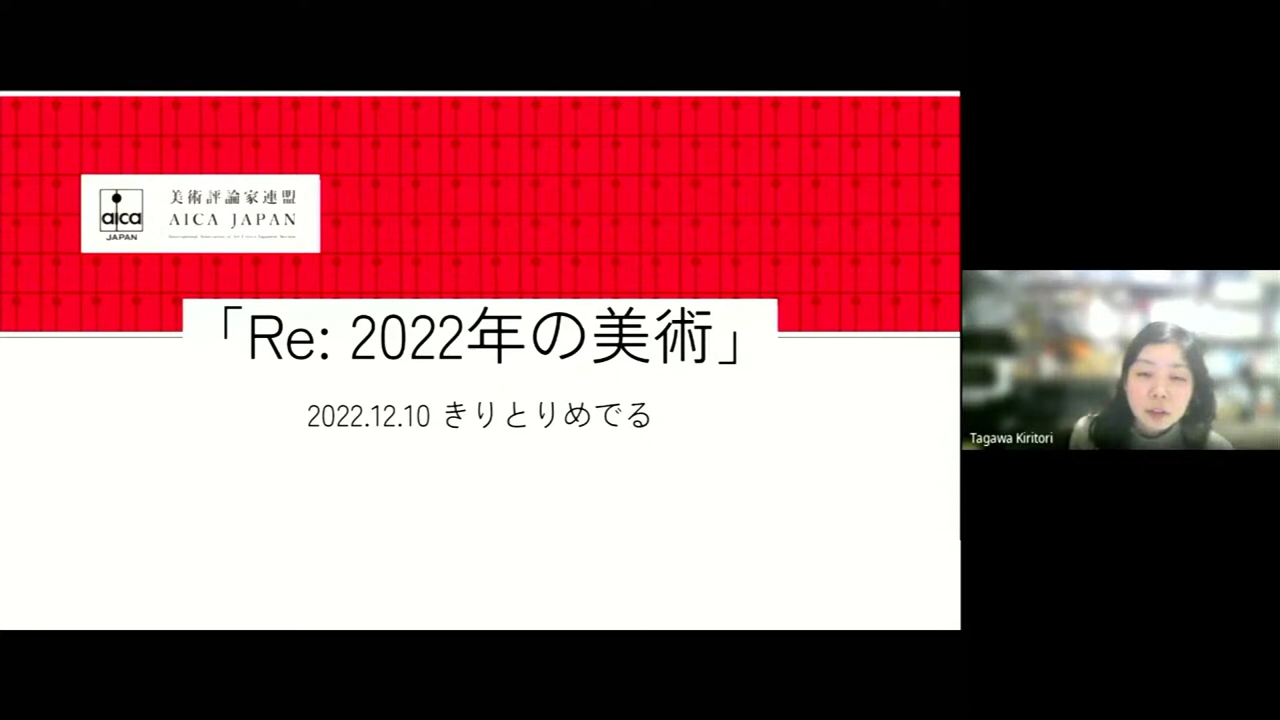 美術評論家連盟
aica
AICA JAPAN
JAPAN
「Re: 2022年の美術」
2022.12.10 きりとりめでる
Tagawa Kiritori